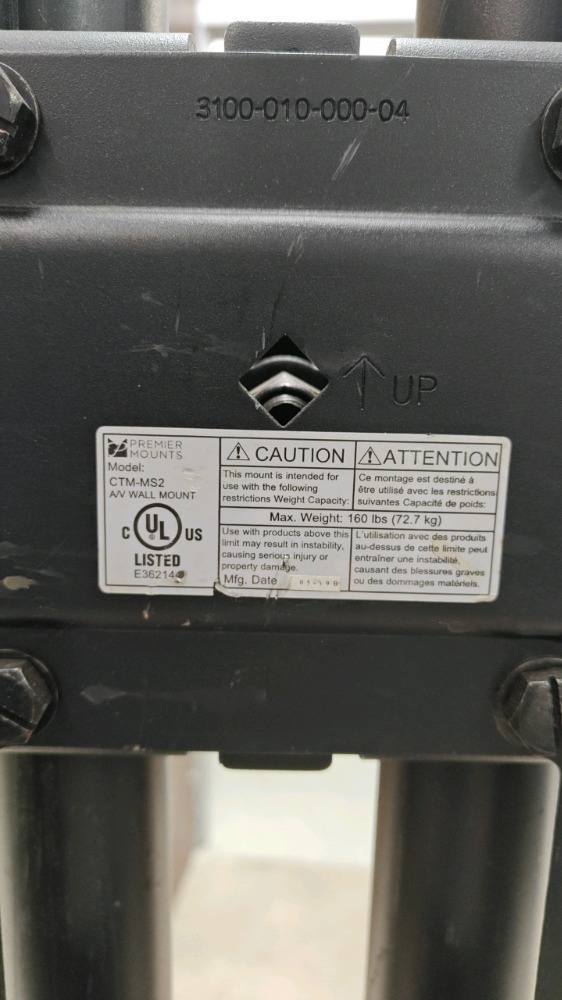 3100-010-000-04
UP
PREMIER
MOUNTS
Model:
CTM-MS2
A/V WALL MOUNT
C UL US
LISTED
CAUTION
This mount is intended for
use with the following
restrictions Weight Capacity:
ATTENTION
Ce montage est destiné à
être utilisé avec les restrictions
suivantes Capacité de poids:
Max. Weight: 160 lbs (72.7 kg)
Use with products above this
limit may result in instability,
causing serious injury or
property damage.
Mfg. Date
L'utilisation avec des produits
au-dessus de cette limite peut
entraîner une instabilité,
causant des blessures graves
ou des dommages matériels.